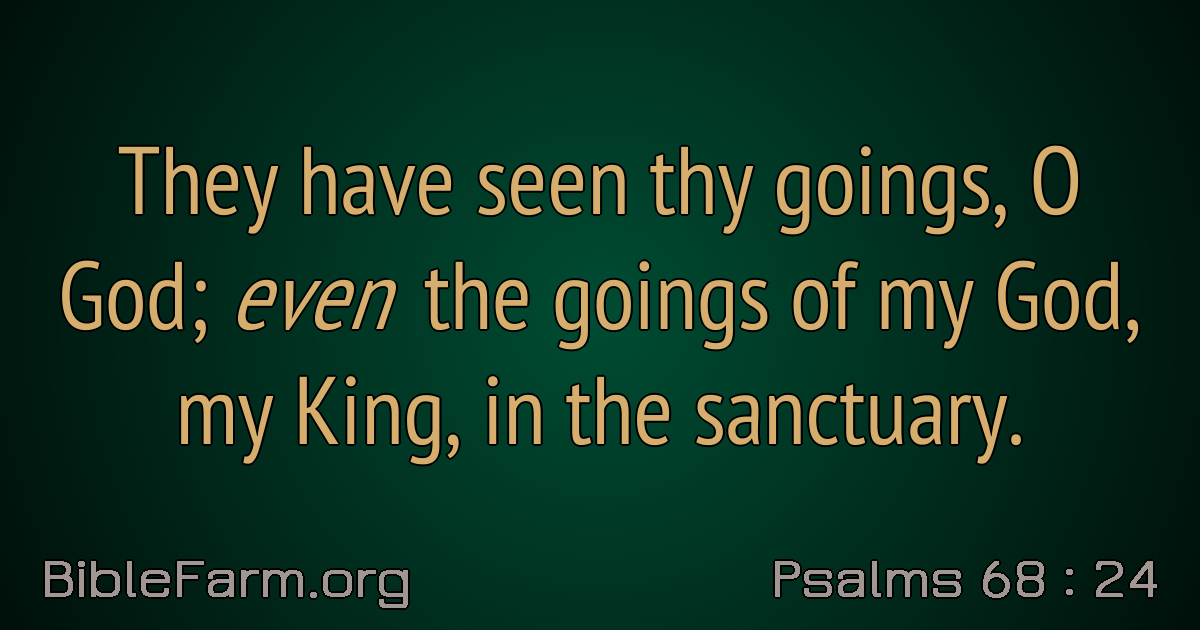 They have seen thy goings, O
God; even the goings of my God,
my King, in the sanctuary.
BibleFarm.org
Psalms 68 : 24